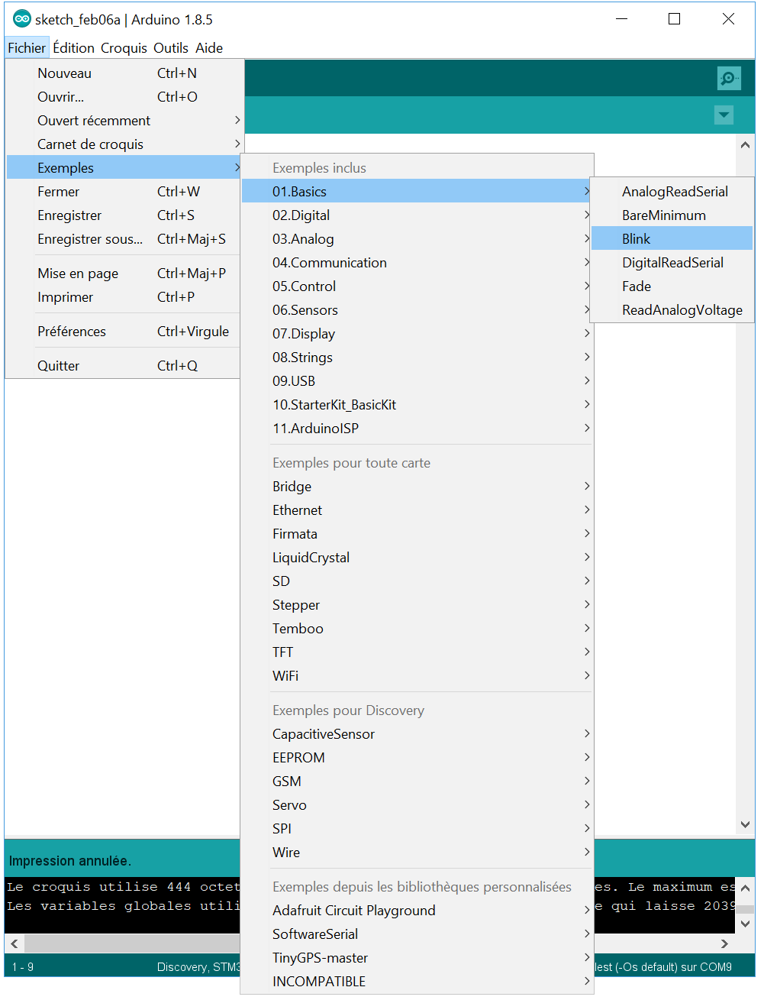 sketch_feb06a | Arduino 1.8.5
Fichier Édition Croquis Outils Aide
Nouveau Ctrl+N
Ouvrir... Ctrl+O
Ouvert récemment
Carnet de croquis
Exemples
Fermer Ctrl+W
Enregistrer Ctrl+S
Enregistrer sous... Ctrl+Maj+S
Mise en page Ctrl+Maj+P
Imprimer Ctrl+P
Préférences Ctrl+Virgule
Quitter Ctrl+Q
Exemples inclus
01.Basics
02.Digital
03.Analog
04.Communication
05.Control
06.Sensors
07.Display
08.Strings
09.USB
10.StarterKit_BasicKit
11.ArduinoISP
Exemples pour toute carte
Bridge
Ethernet
Firmata
LiquidCrystal
SD
Stepper
Temboo
TFT
WiFi
Exemples pour Discovery
CapacitiveSensor
EEPROM
GSM
Servo
SPI
Wire
Exemples depuis les bibliothèques personnalisées
Adafruit Circuit Playground
SoftwareSerial
TinyGPS-master
INCOMPATIBLE
AnalogReadSerial
BareMinimum
Blink
DigitalReadSerial
Fade
ReadAnalogVoltage
Impression annulée.
Le croquis utilise 444 octet es. Le maximum es
Les variables globales utili e qui laisse 2039
1 - 9 Discovery, STM3 lest (-Os default) sur COM9